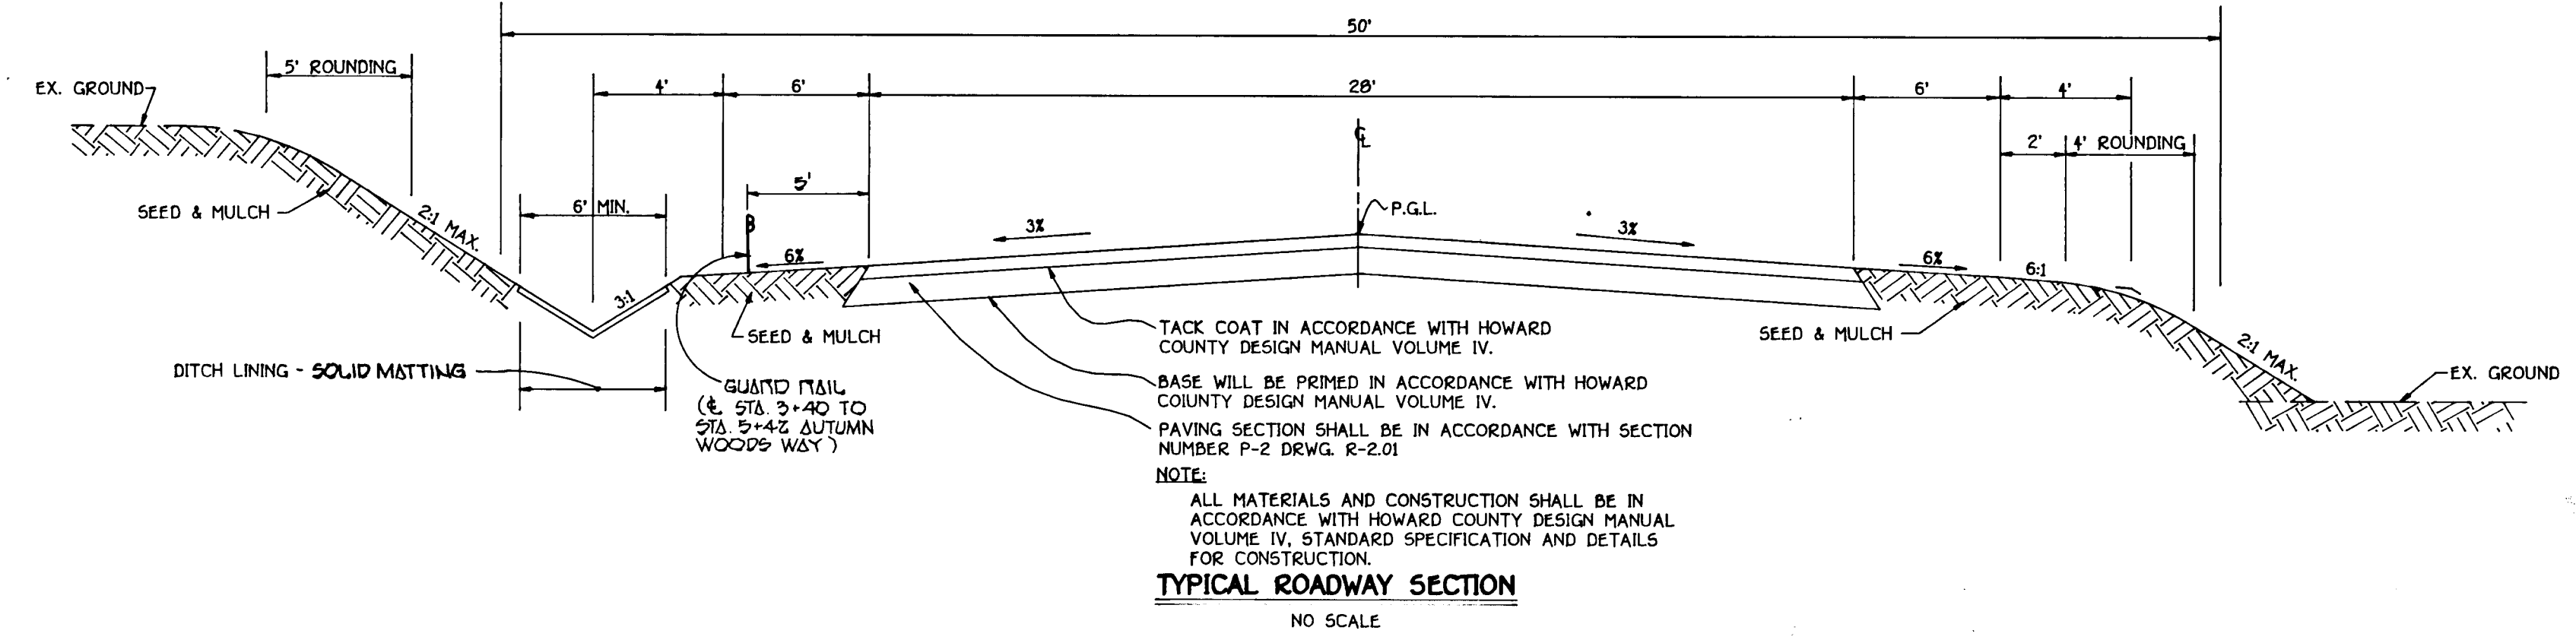 50'
5' ROUNDING
EX. GROUND
4'
6'
28'
6'
4'
2'
4' ROUNDING
℄
5'
SEED & MULCH
6' MIN.
2:1 MAX.
P.G.L.
3%
3%
6%
6%
6:1
3:1
SEED & MULCH
SEED & MULCH
2:1 MAX.
EX. GROUND
DITCH LINING - SOLID MATTING
GUARD RAIL
(℄ STA. 3+40 TO
STA. 5+42 AUTUMN
WOODS WAY)
TACK COAT IN ACCORDANCE WITH HOWARD
COUNTY DESIGN MANUAL VOLUME IV.
BASE WILL BE PRIMED IN ACCORDANCE WITH HOWARD
COIUNTY DESIGN MANUAL VOLUME IV.
PAVING SECTION SHALL BE IN ACCORDANCE WITH SECTION
NUMBER P-2 DRWG. R-2.01
NOTE:
ALL MATERIALS AND CONSTRUCTION SHALL BE IN
ACCORDANCE WITH HOWARD COUNTY DESIGN MANUAL
VOLUME IV, STANDARD SPECIFICATION AND DETAILS
FOR CONSTRUCTION.
TYPICAL ROADWAY SECTION
NO SCALE